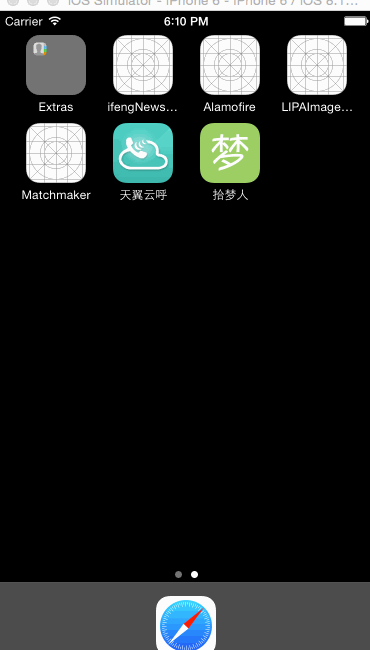 iOS Simulator - iPhone 6 - iPhone 6 / iOS 8.1...
Carrier 6:10 PM
Extras ifengNews... Alamofire LIPAImage...
梦
Matchmaker 天翼云呼 拾梦人